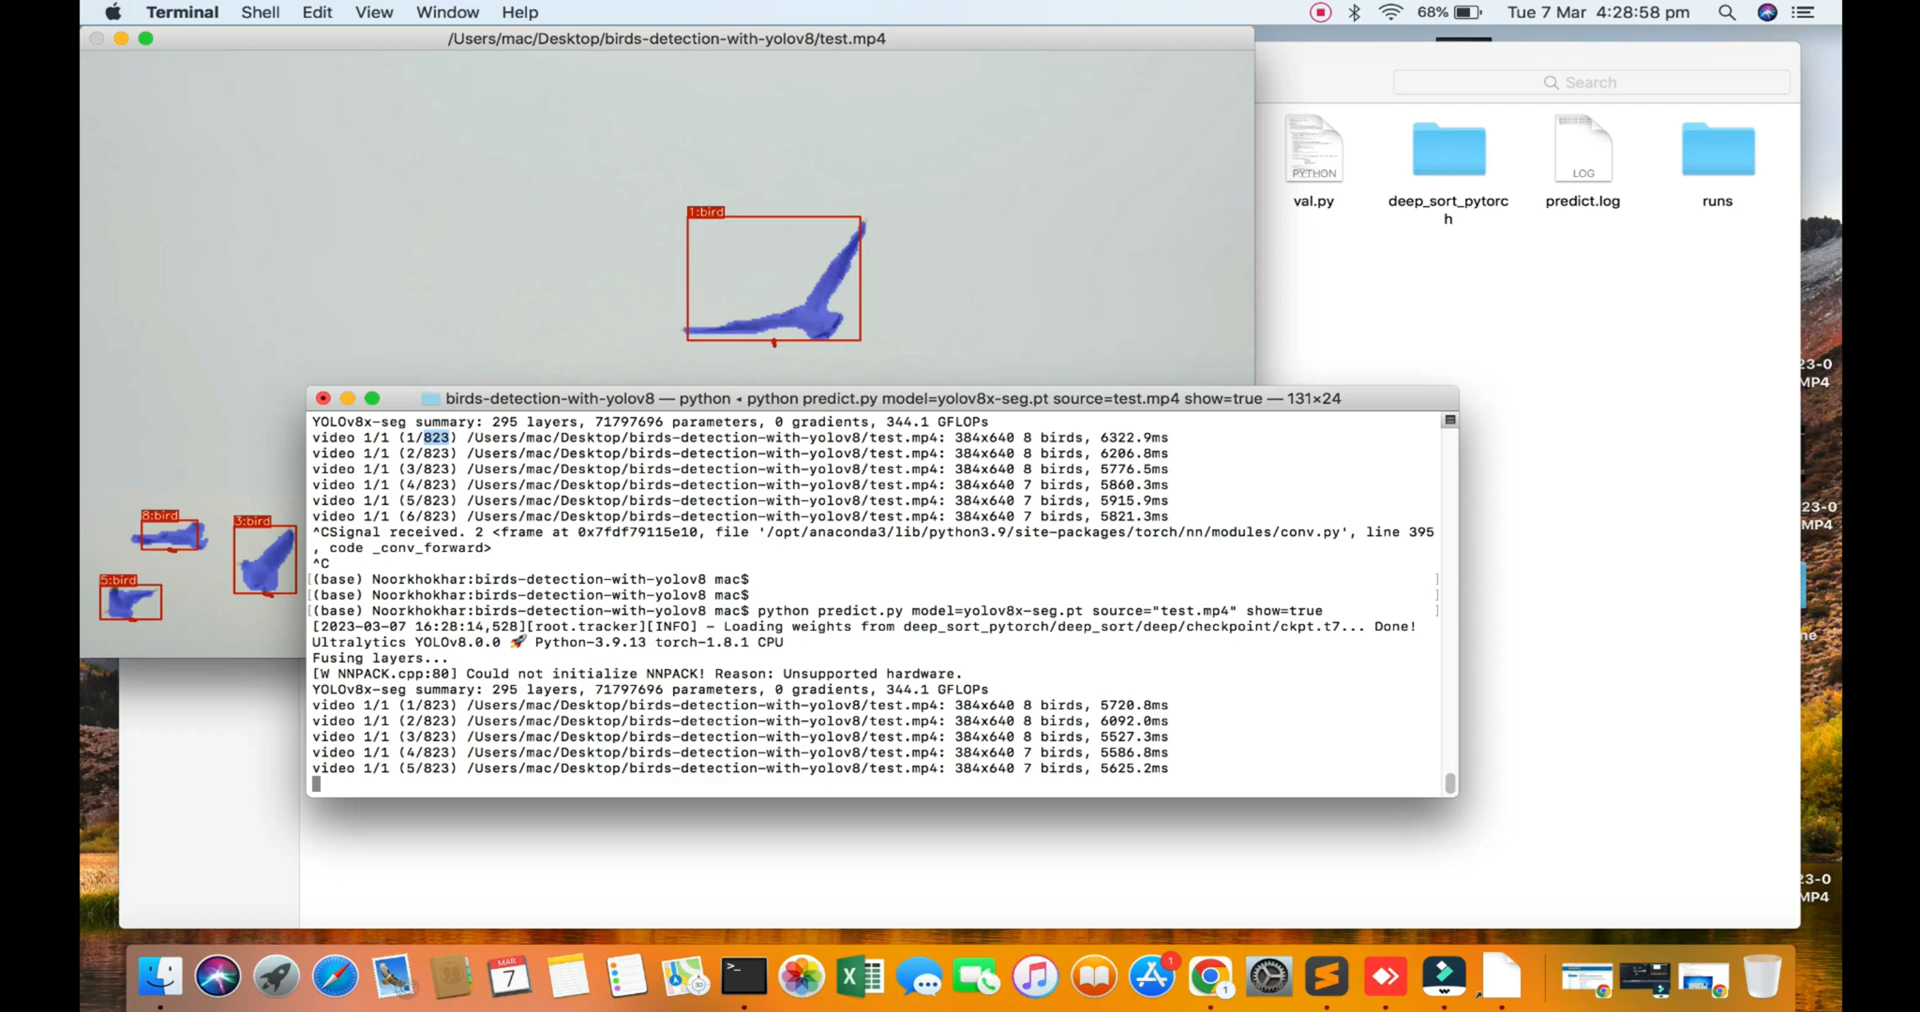 Terminal Shell Edit View Window Help 68% Tue 7 Mar 4:28:58 pm
/Users/mac/Desktop/birds-detection-with-yolov8/test.mp4
Search
PYTHON
LOG
val.py
deep_sort_pytorc
h
predict.log
runs
1:bird
8:bird
3:bird
5:bird
birds-detection-with-yolov8 — python ◂ python predict.py model=yolov8x-seg.pt source=test.mp4 show=true — 131×24
YOLOv8x-seg summary: 295 layers, 71797696 parameters, 0 gradients, 344.1 GFLOPs
video 1/1 (1/823) /Users/mac/Desktop/birds-detection-with-yolov8/test.mp4: 384x640 8 birds, 6322.9ms
video 1/1 (2/823) /Users/mac/Desktop/birds-detection-with-yolov8/test.mp4: 384x640 8 birds, 6206.8ms
video 1/1 (3/823) /Users/mac/Desktop/birds-detection-with-yolov8/test.mp4: 384x640 8 birds, 5776.5ms
video 1/1 (4/823) /Users/mac/Desktop/birds-detection-with-yolov8/test.mp4: 384x640 7 birds, 5860.3ms
video 1/1 (5/823) /Users/mac/Desktop/birds-detection-with-yolov8/test.mp4: 384x640 7 birds, 5915.9ms
video 1/1 (6/823) /Users/mac/Desktop/birds-detection-with-yolov8/test.mp4: 384x640 7 birds, 5821.3ms
^CSignal received. 2 <frame at 0x7fdf79115e10, file '/opt/anaconda3/lib/python3.9/site-packages/torch/nn/modules/conv.py', line 395
, code _conv_forward>
^C
(base) Noorkhokhar:birds-detection-with-yolov8 mac$
(base) Noorkhokhar:birds-detection-with-yolov8 mac$
(base) Noorkhokhar:birds-detection-with-yolov8 mac$ python predict.py model=yolov8x-seg.pt source="test.mp4" show=true
[2023-03-07 16:28:14,528][root.tracker][INFO] - Loading weights from deep_sort_pytorch/deep_sort/deep/checkpoint/ckpt.t7... Done!
Ultralytics YOLOv8.0.0 🚀 Python-3.9.13 torch-1.8.1 CPU
Fusing layers...
[W NNPACK.cpp:80] Could not initialize NNPACK! Reason: Unsupported hardware.
YOLOv8x-seg summary: 295 layers, 71797696 parameters, 0 gradients, 344.1 GFLOPs
video 1/1 (1/823) /Users/mac/Desktop/birds-detection-with-yolov8/test.mp4: 384x640 8 birds, 5720.8ms
video 1/1 (2/823) /Users/mac/Desktop/birds-detection-with-yolov8/test.mp4: 384x640 8 birds, 6092.0ms
video 1/1 (3/823) /Users/mac/Desktop/birds-detection-with-yolov8/test.mp4: 384x640 8 birds, 5527.3ms
video 1/1 (4/823) /Users/mac/Desktop/birds-detection-with-yolov8/test.mp4: 384x640 7 birds, 5586.8ms
video 1/1 (5/823) /Users/mac/Desktop/birds-detection-with-yolov8/test.mp4: 384x640 7 birds, 5625.2ms
23-0
MP4
23-0
MP4
ne
23-0
MP4
MAR
7
1
1